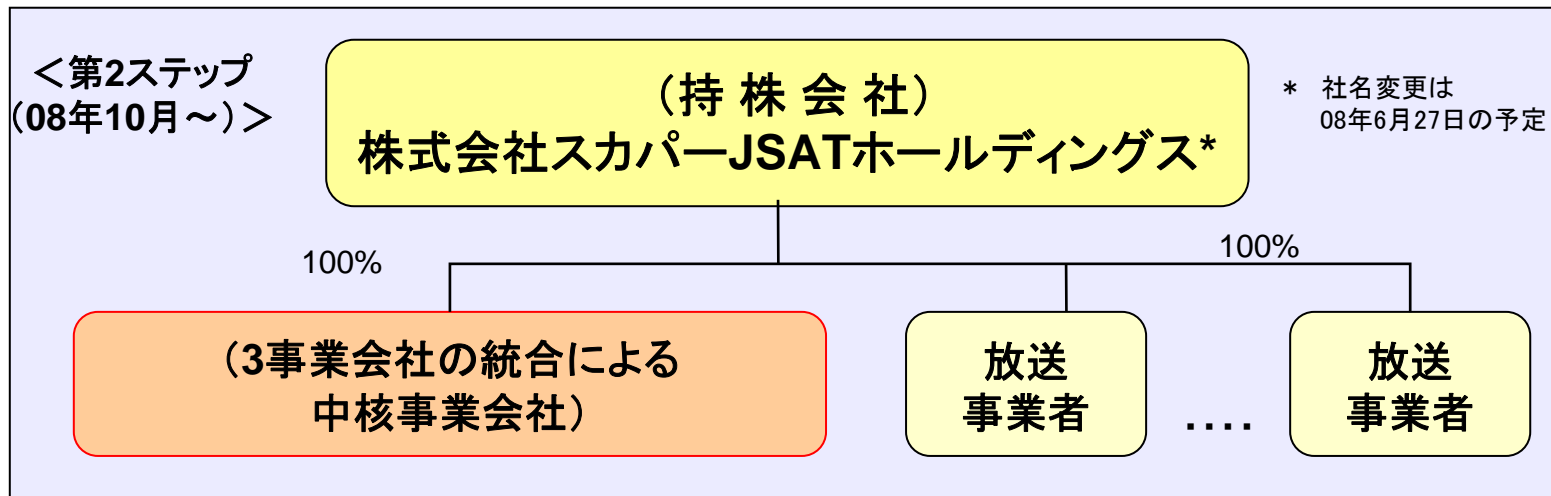 ＜第2ステップ
（08年10月～）＞
（持 株 会 社）
株式会社スカパーJSATホールディングス*
* 社名変更は
08年6月27日の予定
100%
100%
（3事業会社の統合による
中核事業会社）
放送
事業者
....
放送
事業者